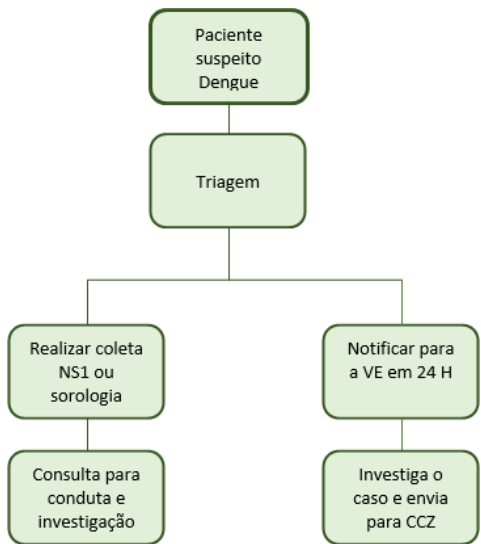 Paciente
suspeito
Dengue
Triagem
Realizar coleta
NS1 ou
sorologia
Notificar para
a VE em 24 H
Consulta para
conduta e
investigação
Investiga o
caso e envia
para CCZ